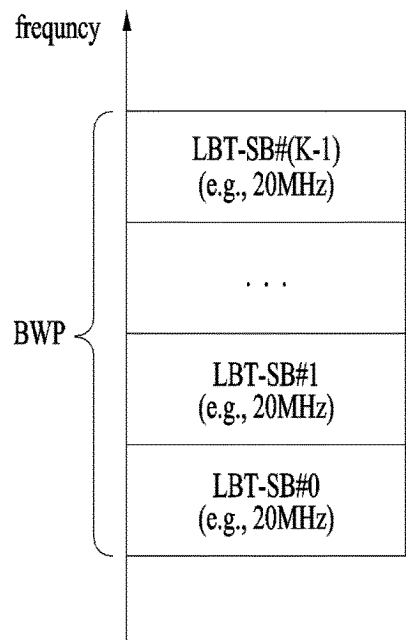 frequncy
LBT-SB#(K-1)
(e.g., 20MHz)
. . .
BWP
LBT-SB#1
(e.g., 20MHz)
LBT-SB#0
(e.g., 20MHz)